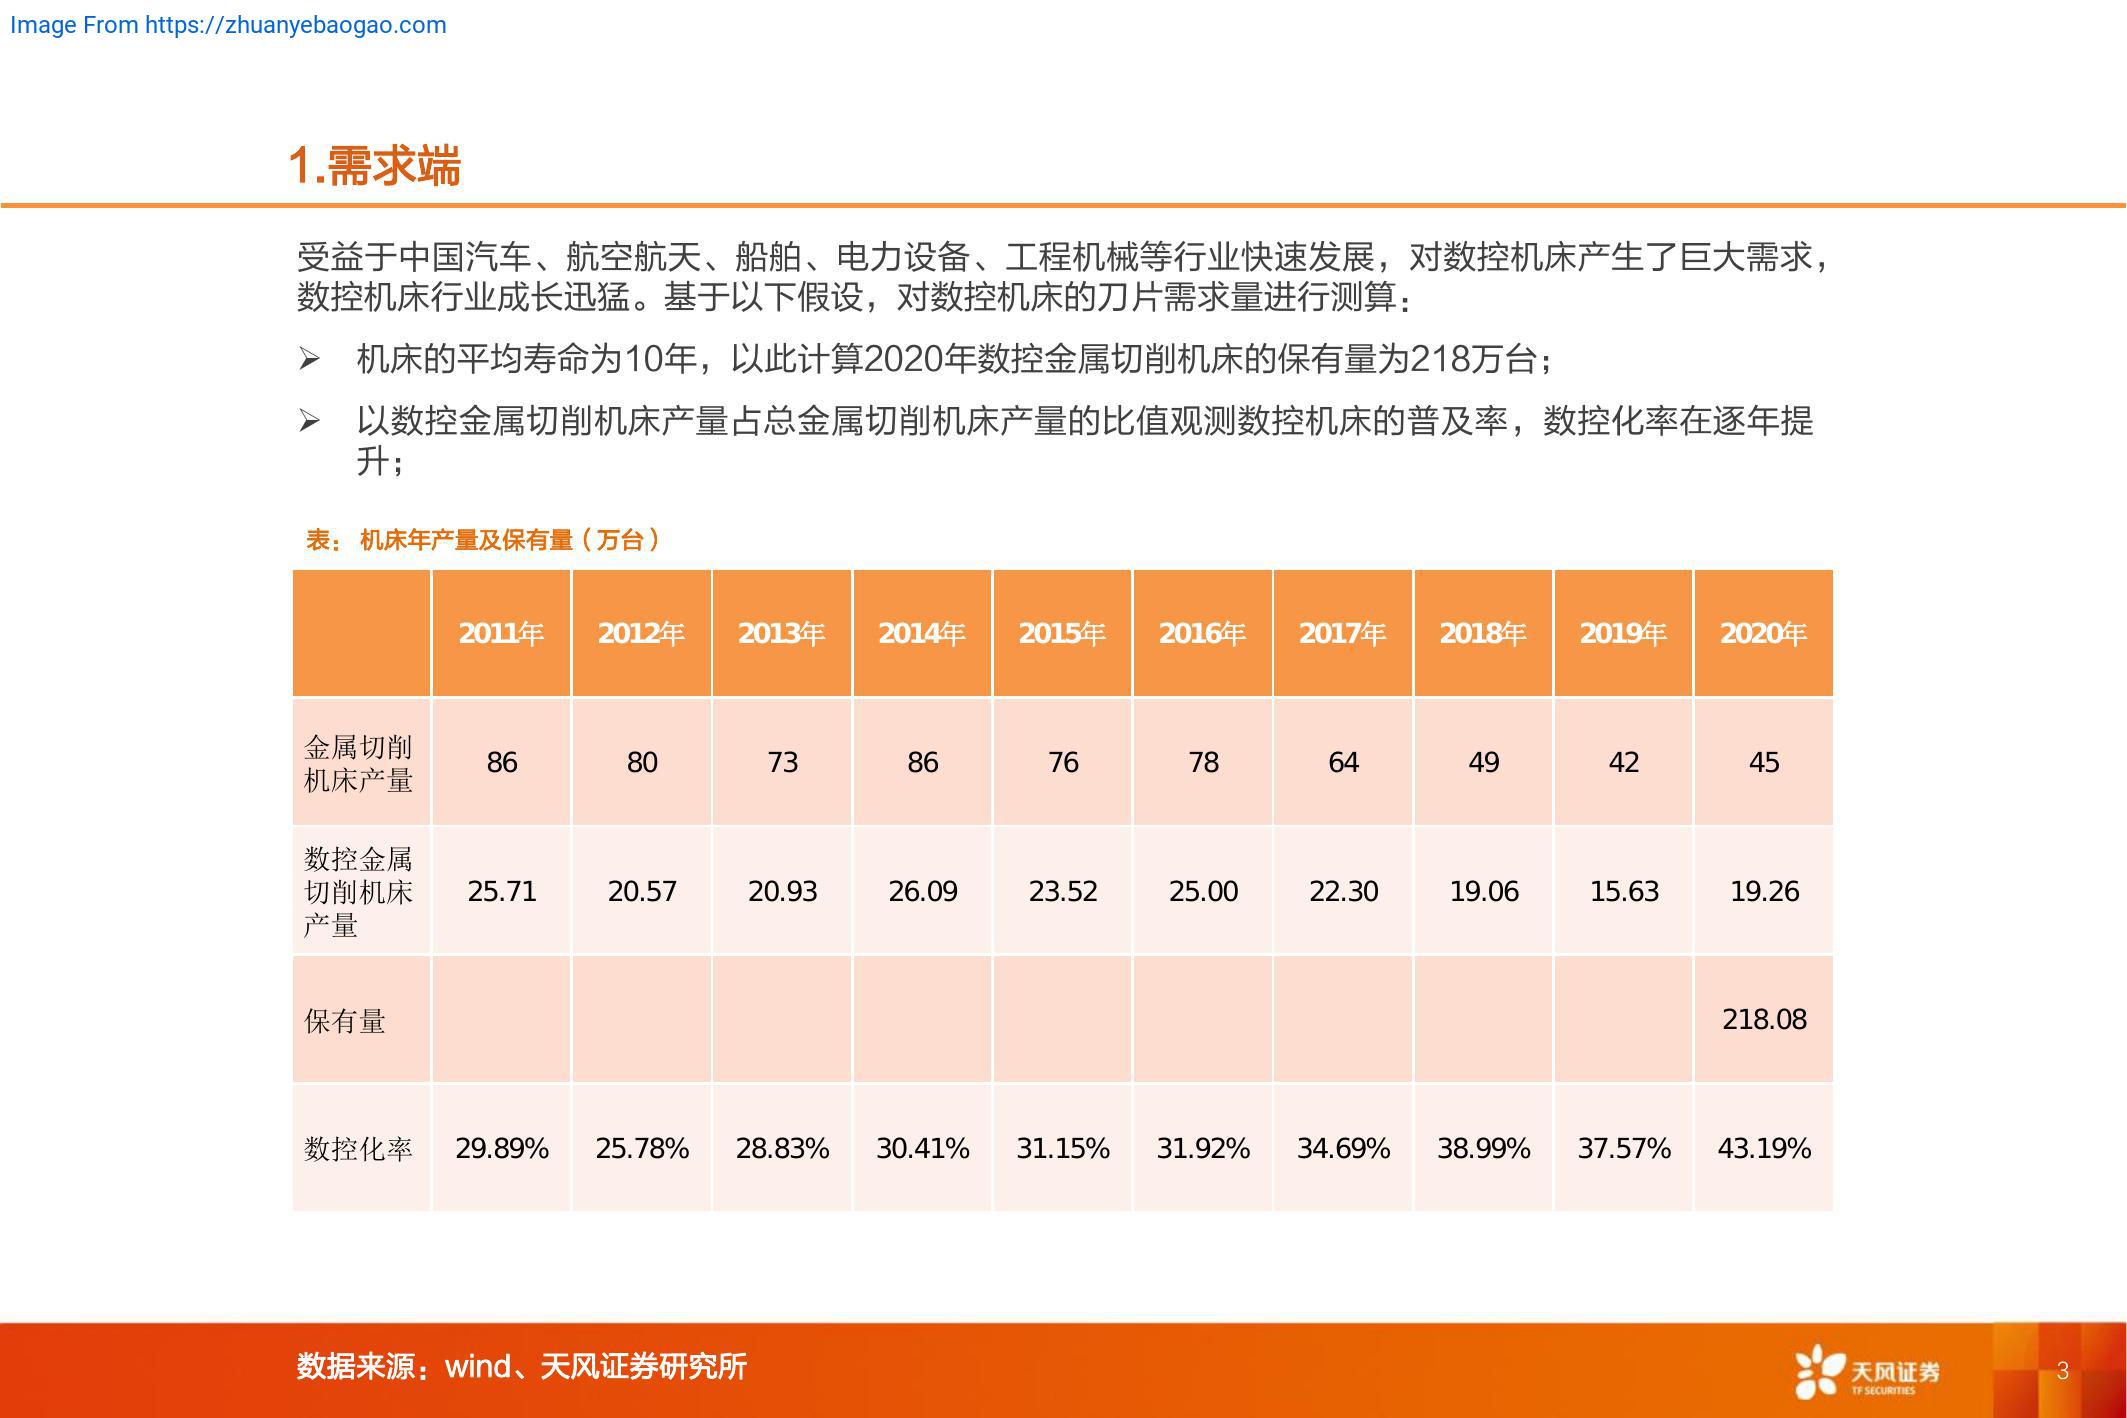 Image From https://zhuanyebaogao.com
1.需求端
受益于中国汽车、航空航天、船舶、电力设备、工程机械等行业快速发展，对数控机床产生了巨大需求，
数控机床行业成长迅猛。基于以下假设，对数控机床的刀片需求量进行测算：
➢ 机床的平均寿命为10年，以此计算2020年数控金属切削机床的保有量为218万台；
➢ 以数控金属切削机床产量占总金属切削机床产量的比值观测数控机床的普及率，数控化率在逐年提
升；
表： 机床年产量及保有量（万台）
2011年 2012年 2013年 2014年 2015年 2016年 2017年 2018年 2019年 2020年
金属切削
机床产量
86 80 73 86 76 78 64 49 42 45
数控金属
切削机床
产量
25.71 20.57 20.93 26.09 23.52 25.00 22.30 19.06 15.63 19.26
保有量 218.08
数控化率 29.89% 25.78% 28.83% 30.41% 31.15% 31.92% 34.69% 38.99% 37.57% 43.19%
数据来源：wind、天风证券研究所
天风证券
TF SECURITIES
3